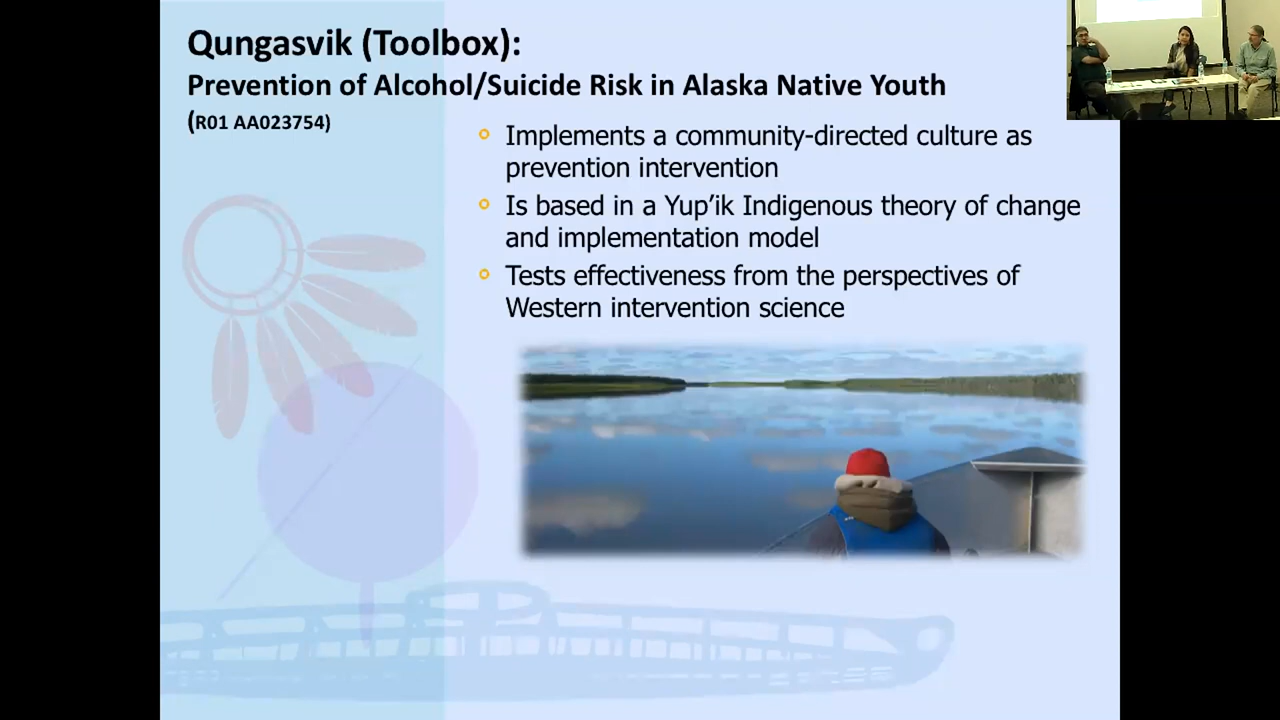 Qungasvik (Toolbox):
Prevention of Alcohol/Suicide Risk in Alaska Native Youth
(R01 AA023754)
Implements a community-directed culture as
prevention intervention
Is based in a Yup’ik Indigenous theory of change
and implementation model
Tests effectiveness from the perspectives of
Western intervention science